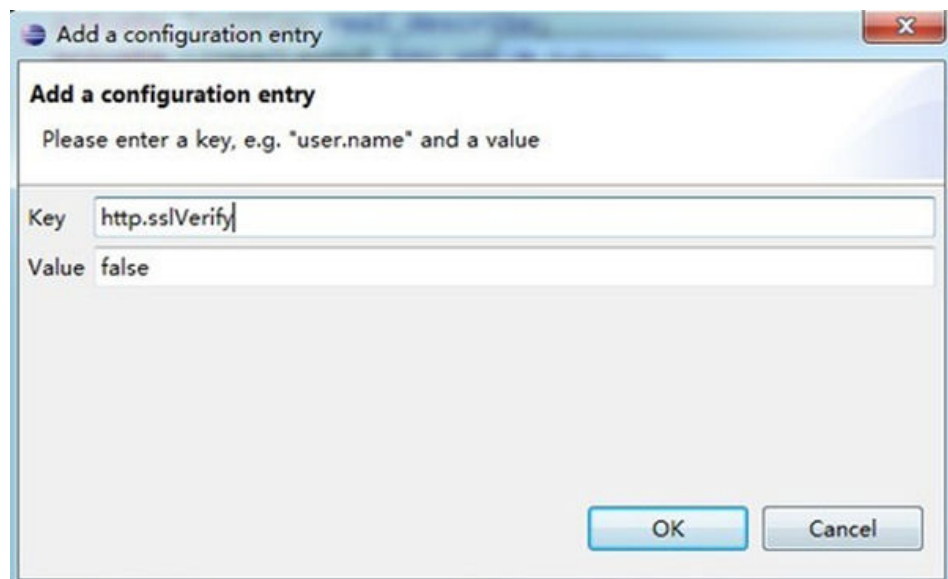 Add a configuration entry
Add a configuration entry
Please enter a key, e.g. "user.name" and a value
Key http.sslVerify
Value false
OK Cancel